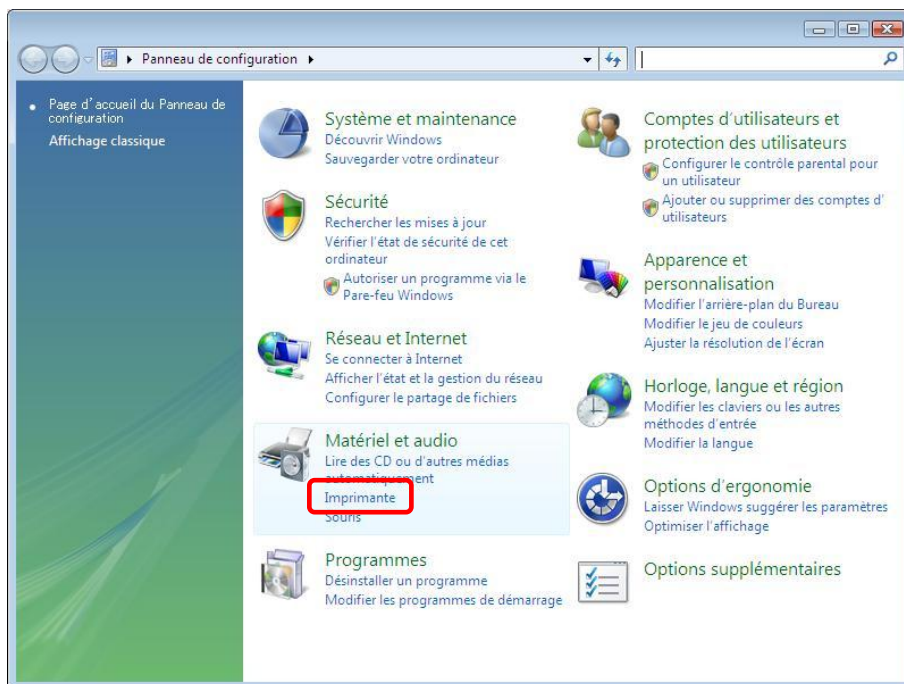 Panneau de configuration
Page d'accueil du Panneau de
configuration
Affichage classique
Système et maintenance
Découvrir Windows
Sauvegarder votre ordinateur
Sécurité
Rechercher les mises à jour
Vérifier l'état de sécurité de cet
ordinateur
Autoriser un programme via le
Pare-feu Windows
Réseau et Internet
Se connecter à Internet
Afficher l'état et la gestion du réseau
Configurer le partage de fichiers
Matériel et audio
Lire des CD ou d'autres médias
automatiquement
Imprimante
Souris
Programmes
Désinstaller un programme
Modifier les programmes de démarrage
Comptes d'utilisateurs et
protection des utilisateurs
Configurer le contrôle parental pour
un utilisateur
Ajouter ou supprimer des comptes d'
utilisateurs
Apparence et
personnalisation
Modifier l'arrière-plan du Bureau
Modifier le jeu de couleurs
Ajuster la résolution de l'écran
Horloge, langue et région
Modifier les claviers ou les autres
méthodes d'entrée
Modifier la langue
Options d'ergonomie
Laisser Windows suggérer les paramètres
Optimiser l'affichage
Options supplémentaires